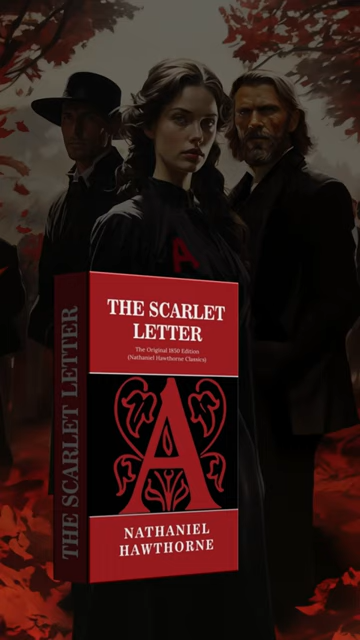 A
THE SCARLET
LETTER
The Original 1850 Edition
(Nathaniel Hawthorne Classics)
A
NATHANIEL
HAWTHORNE
THE SCARLET LETTER